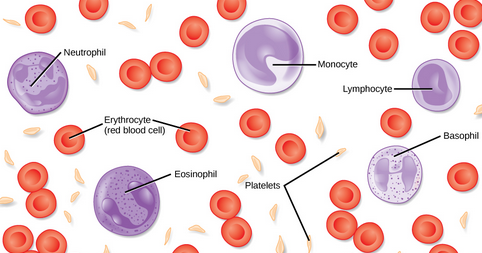 Neutrophil
Monocyte
Lymphocyte
Erythrocyte
(red blood cell)
Basophil
Eosinophil
Platelets